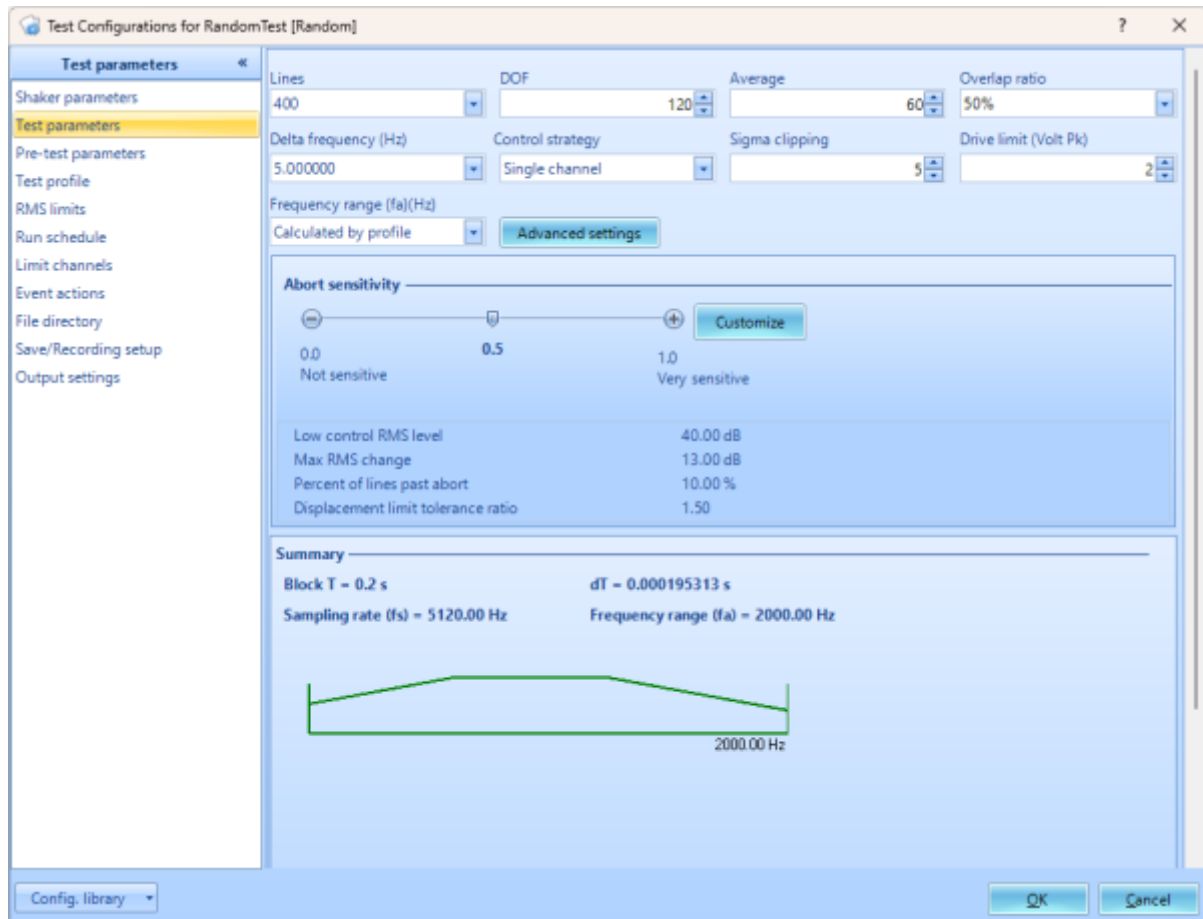 Test Configurations for RandomTest [Random]
?
Test parameters «
Shaker parameters
Test parameters
Pre-test parameters
Test profile
RMS limits
Run schedule
Limit channels
Event actions
File directory
Save/Recording setup
Output settings
Lines DOF Average Overlap ratio
400 120 60 50%
Delta frequency (Hz) Control strategy Sigma clipping Drive limit (Volt Pk)
5.000000 Single channel 5 2
Frequency range (fa)(Hz)
Calculated by profile Advanced settings
Abort sensitivity
Customize
0.0 0.5 1.0
Not sensitive Very sensitive
Low control RMS level 40.00 dB
Max RMS change 13.00 dB
Percent of lines past abort 10.00 %
Displacement limit tolerance ratio 1.50
Summary
Block T = 0.2 s dT = 0.000195313 s
Sampling rate (fs) = 5120.00 Hz Frequency range (fa) = 2000.00 Hz
2000.00 Hz
Config. library OK Cancel